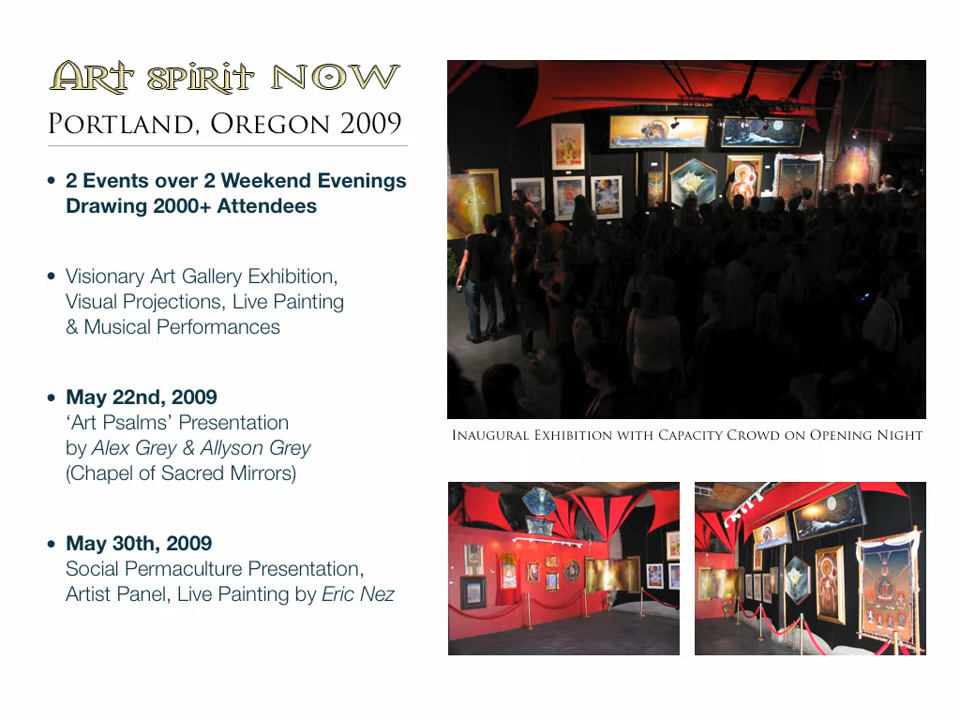 Art spirit NOW
Portland, Oregon 2009
• 2 Events over 2 Weekend Evenings
Drawing 2000+ Attendees
• Visionary Art Gallery Exhibition,
Visual Projections, Live Painting
& Musical Performances
• May 22nd, 2009
‘Art Psalms’ Presentation
by Alex Grey & Allyson Grey
(Chapel of Sacred Mirrors)
• May 30th, 2009
Social Permaculture Presentation,
Artist Panel, Live Painting by Eric Nez
Inaugural Exhibition with Capacity Crowd on Opening Night